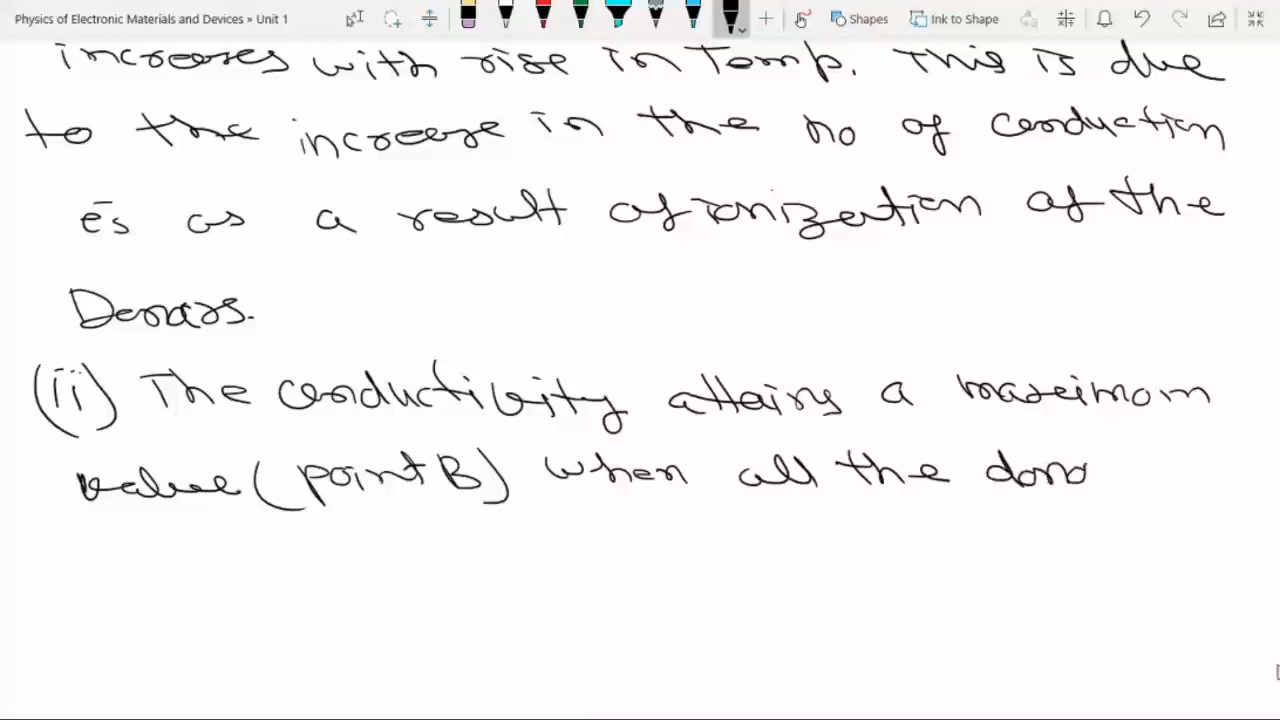 Physics of Electronic Materials and Devices » Unit 1
Shapes
Ink to Shape
increases with rise in Temp. This is due
to the increase in the no of conduction
ēs as a result of ionization of the
Donars.
(ii) The conductivity attains a maximum
value (point B) when all the dono